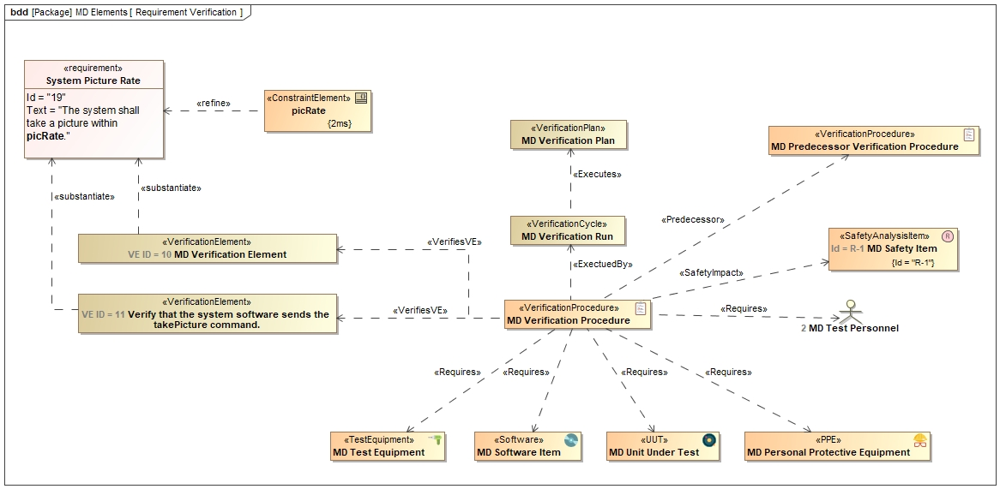 bdd [Package] MD Elements [ Requirement Verification ]
«requirement»
System Picture Rate
Id = "19"
Text = "The system shall
take a picture within
picRate."
«refine»
«ConstraintElement»
picRate
{2ms}
«VerificationPlan»
MD Verification Plan
«VerificationProcedure»
MD Predecessor Verification Procedure
«substantiate»
«substantiate»
«Executes»
«Predecessor»
«VerificationCycle»
MD Verification Run
«VerificationElement»
VE ID = 10 MD Verification Element
«VerifiesVE»
«ExectuedBy»
«SafetyAnalysisItem»
R
Id = R-1 MD Safety Item
{Id = "R-1"}
«SafetyImpact»
«VerificationElement»
VE ID = 11 Verify that the system software sends the
takePicture command.
«VerifiesVE»
«VerificationProcedure»
MD Verification Procedure
«Requires»
2 MD Test Personnel
«Requires»
«Requires»
«Requires»
«Requires»
«TestEquipment»
MD Test Equipment
«Software»
MD Software Item
«UUT»
MD Unit Under Test
«PPE»
MD Personal Protective Equipment